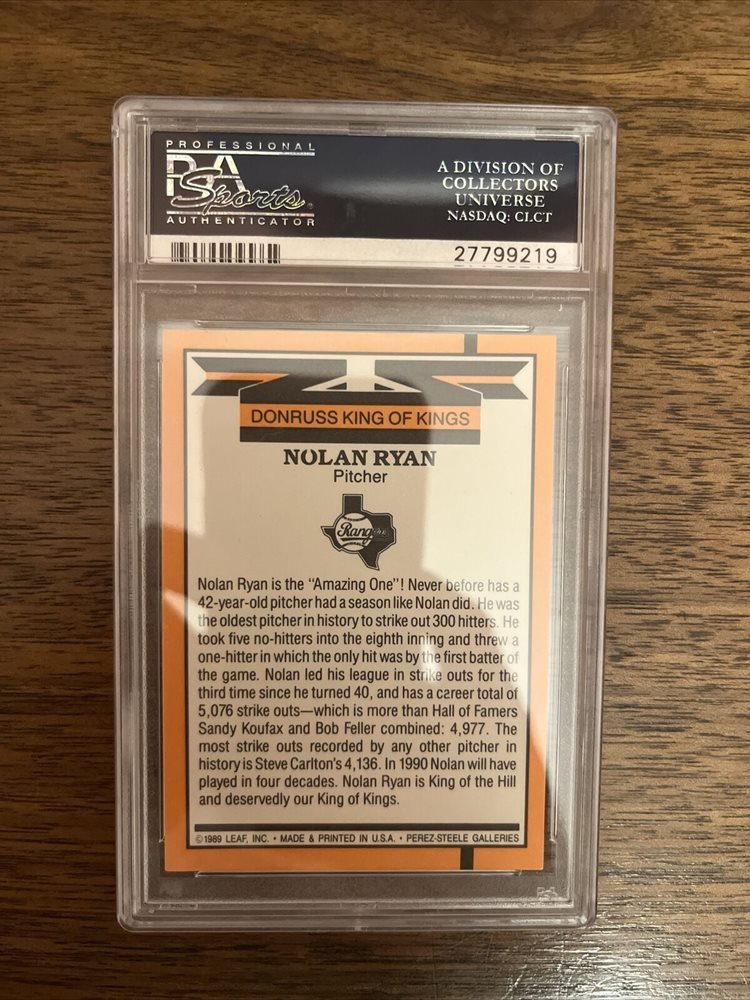 PROFESSIONAL
PSA
Sports
AUTHENTICATOR
A DIVISION OF
COLLECTORS
UNIVERSE
NASDAQ: CLCT
27799219
DONRUSS KING OF KINGS
NOLAN RYAN
Pitcher
Rangers
Nolan Ryan is the "Amazing One"! Never before has a
42-year-old pitcher had a season like Nolan did. He was
the oldest pitcher in history to strike out 300 hitters. He
took five no-hitters into the eighth inning and threw a
one-hitter in which the only hit was by the first batter of
the game. Nolan led his league in strike outs for the
third time since he turned 40, and has a career total of
5,076 strike outs—which is more than Hall of Famers
Sandy Koufax and Bob Feller combined: 4,977. The
most strike outs recorded by any other pitcher in
history is Steve Carlton's 4,136. In 1990 Nolan will have
played in four decades. Nolan Ryan is King of the Hill
and deservedly our King of Kings.
©1989 LEAF, INC. • MADE & PRINTED IN U.S.A. • PEREZ-STEELE GALLERIES